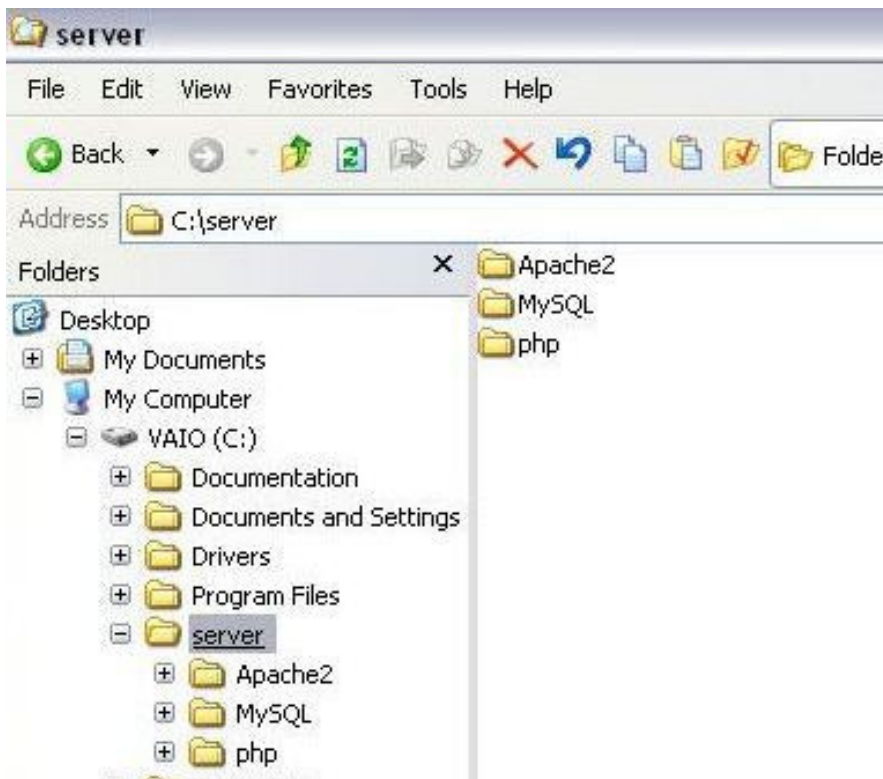 server
File Edit View Favorites Tools Help
Back Folde
Address C:\server
Folders
Desktop
My Documents
My Computer
VAIO (C:)
Documentation
Documents and Settings
Drivers
Program Files
server
Apache2
MySQL
php
Apache2
MySQL
php